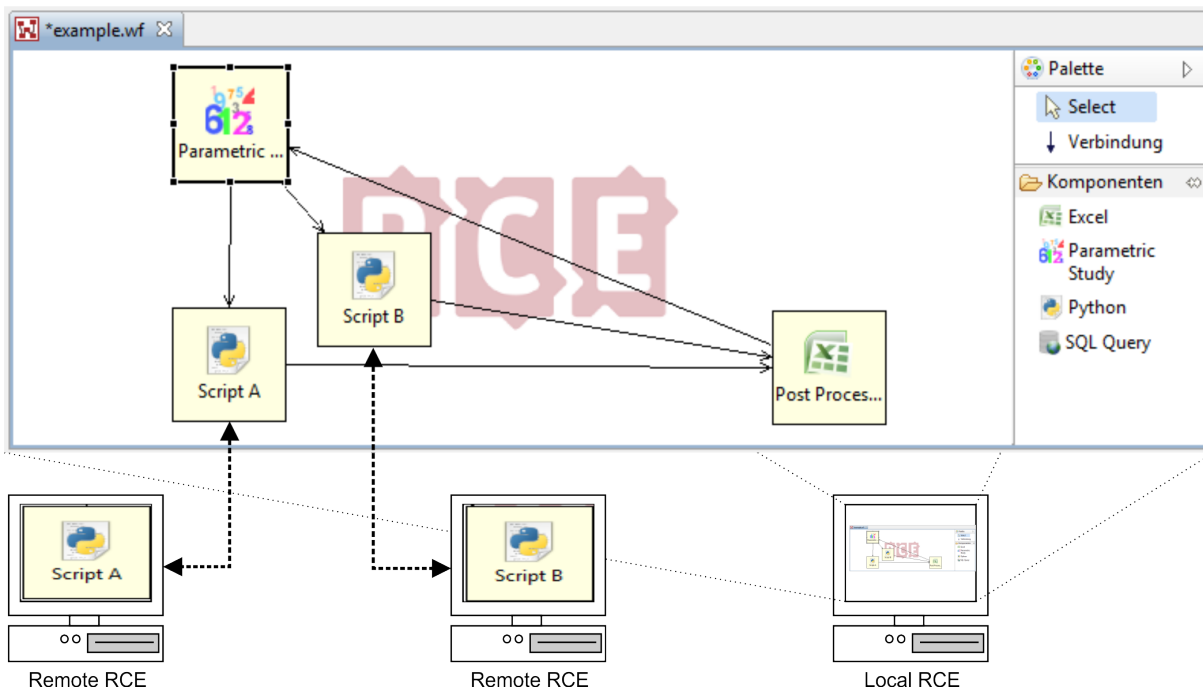 *example.wf
Palette
Select
Verbindung
Komponenten
Excel
Parametric
Study
Python
SQL Query
Parametric ...
RCE
Script B
Script A
Post Proces...
Script A
Script B
Remote RCE
Remote RCE
Local RCE